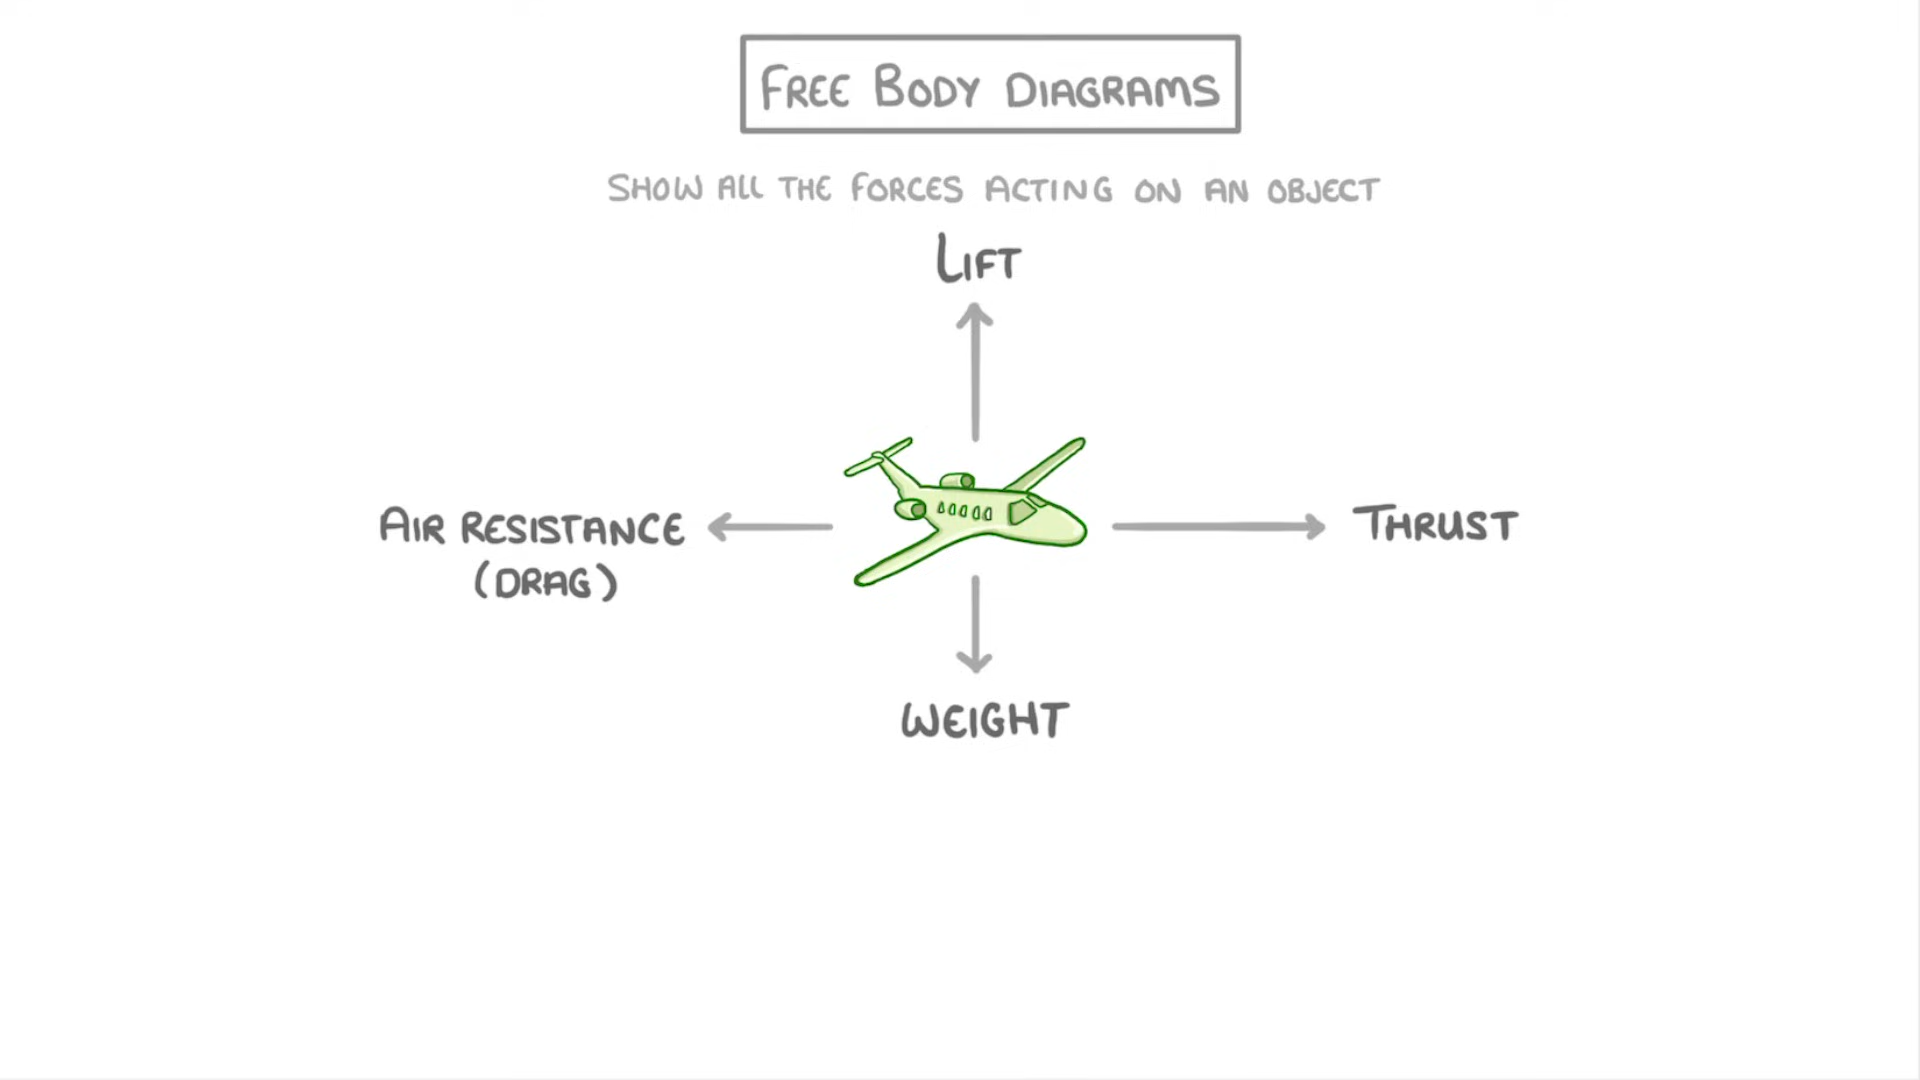 FREE BODY DIAGRAMS
SHOW ALL THE FORCES ACTING ON AN OBJECT
LIFT
AIR RESISTANCE
(DRAG)
THRUST
WEIGHT